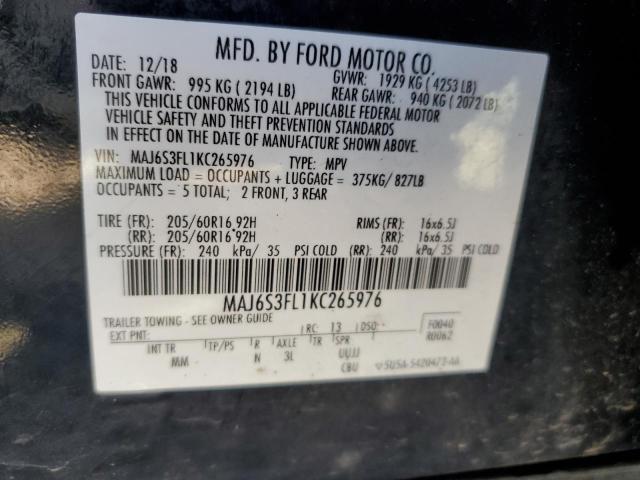 MFD. BY FORD MOTOR CO.
DATE: 12/18 GVWR: 1929 KG ( 4253 LB)
FRONT GAWR: 995 KG ( 2194 LB) REAR GAWR: 940 KG ( 2072 LB)
THIS VEHICLE CONFORMS TO ALL APPLICABLE FEDERAL MOTOR
VEHICLE SAFETY AND THEFT PREVENTION STANDARDS
IN EFFECT ON THE DATE OF MANUFACTURE SHOWN ABOVE.
VIN: MAJ6S3FL1KC265976 TYPE: MPV
MAXIMUM LOAD = OCCUPANTS + LUGGAGE = 375KG/ 827LB
OCCUPANTS = 5 TOTAL; 2 FRONT, 3 REAR
TIRE (FR): 205/60R16 92H RIMS (FR): 16x6.5J
(RR): 205/60R16 92H (RR): 16x6.5J
PRESSURE (FR): 240 kPa/ 35 PSI COLD (RR): 240 kPa/ 35 PSI COLD
MAJ6S3FL1KC265976
TRAILER TOWING - SEE OWNER GUIDE
EXT PNT: RC: 13 DSO: F0040
R0062
INT TR TP/PS R AXLE TR SPR
MM N 3L UUJJ
CBU